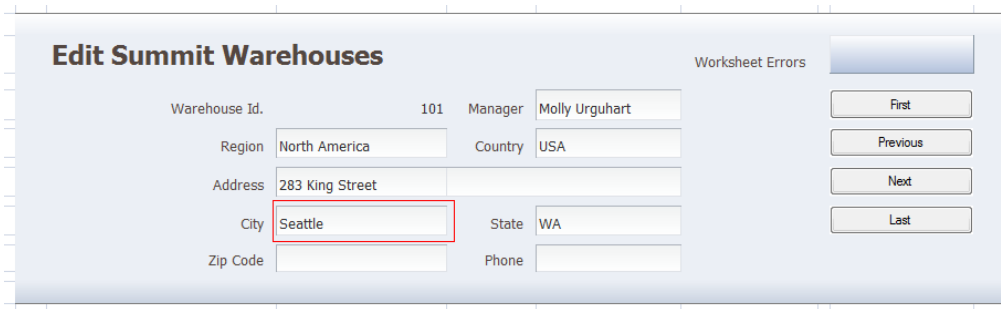 Edit Summit Warehouses
Worksheet Errors
Warehouse Id. 101 Manager Molly Urguhart First
Region North America Country USA Previous
Address 283 King Street Next
City Seattle State WA Last
Zip Code Phone